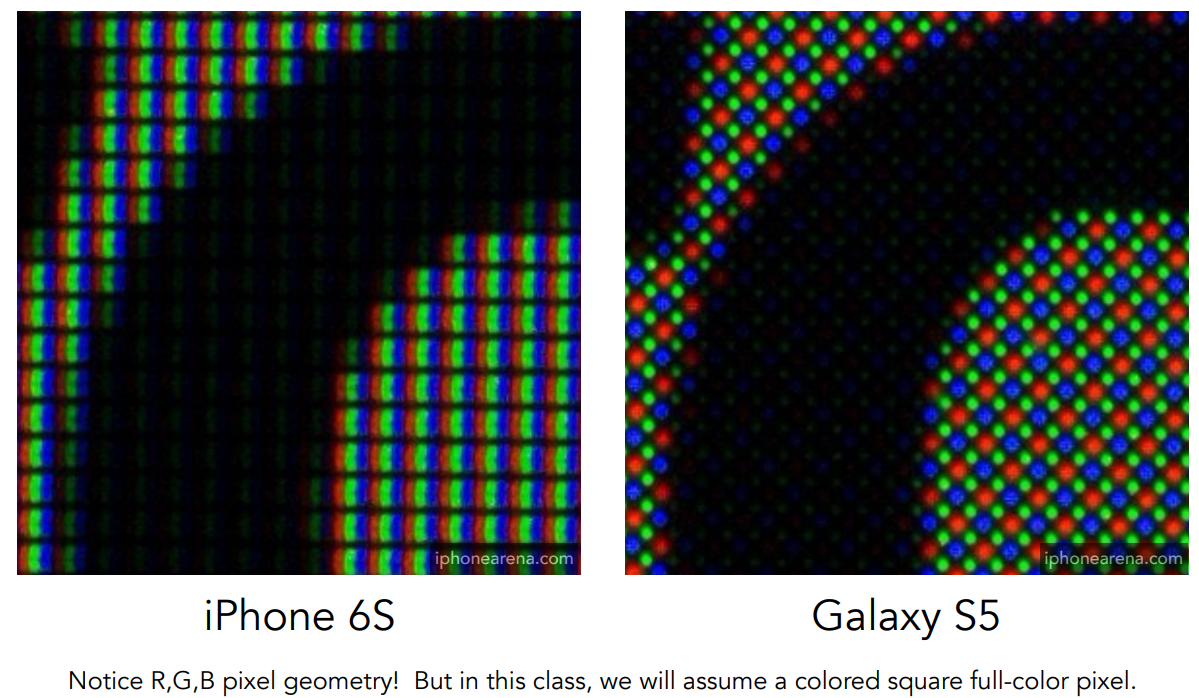 iphonearena.com
iphonearena.com
iPhone 6S
Galaxy S5
Notice R,G,B pixel geometry!  But in this class, we will assume a colored square full-color pixel.